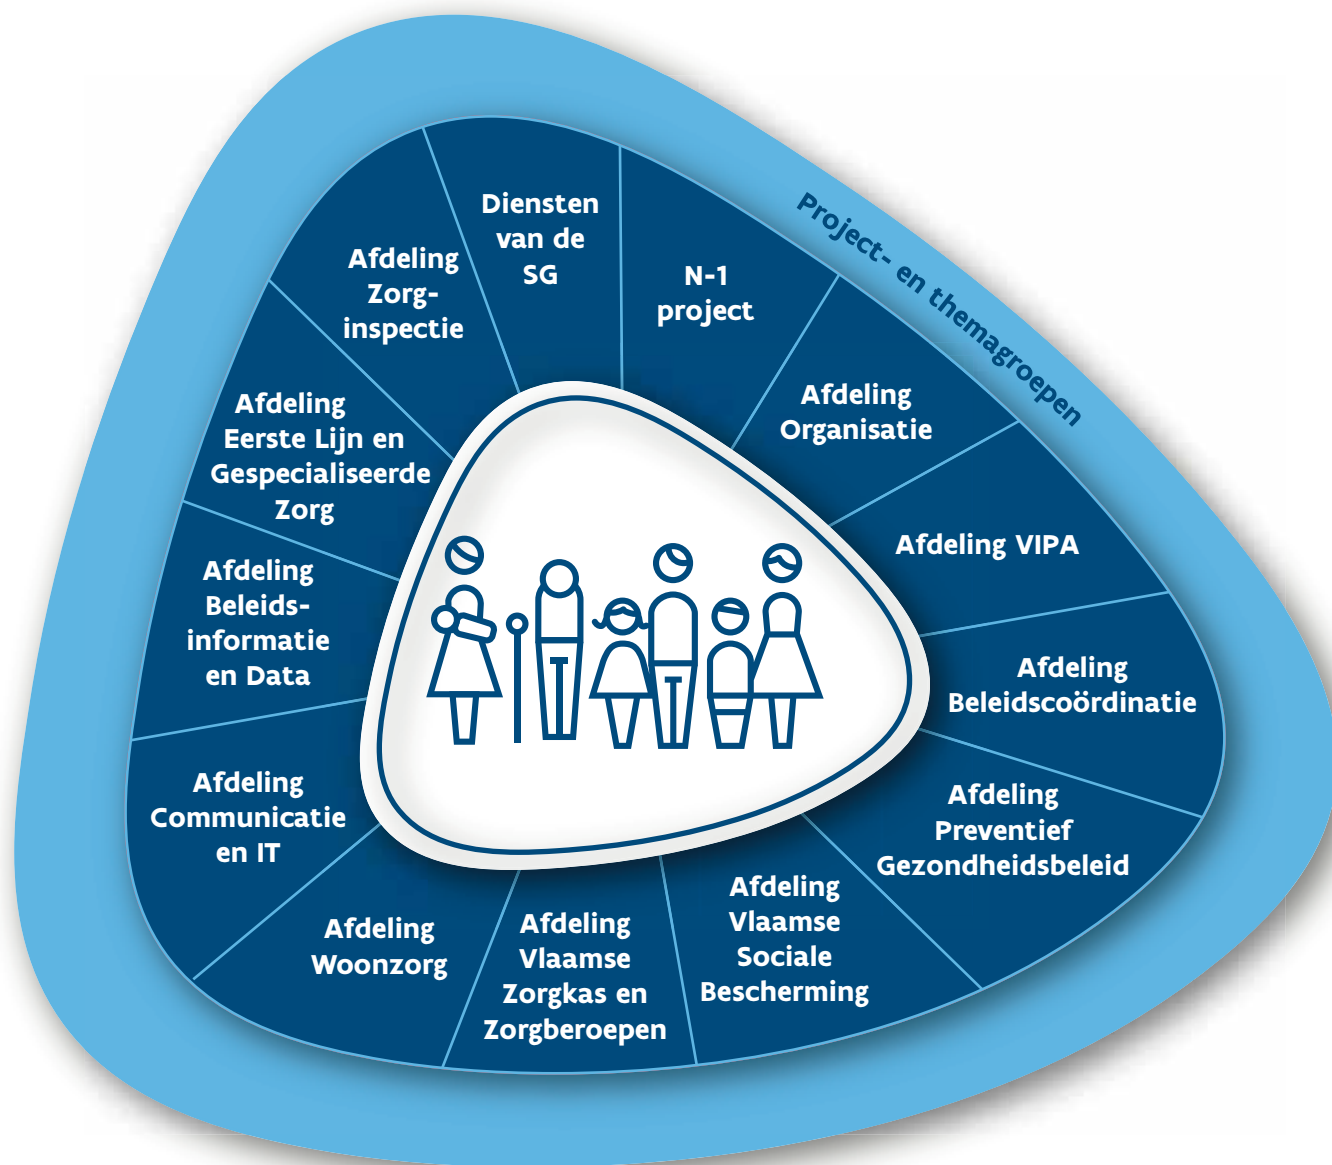 Diensten
van de
SG
N-1
project
Project- en themagroepen
Afdeling
Organisatie
Afdeling VIPA
Afdeling
Beleidscoördinatie
Afdeling
Preventief
Gezondheidsbeleid
Afdeling
Vlaamse
Sociale
Bescherming
Afdeling
Vlaamse
Zorgkas en
Zorgberoepen
Afdeling
Woonzorg
Afdeling
Communicatie
en IT
Afdeling
Beleids-
informatie
en Data
Afdeling
Eerste Lijn en
Gespecialiseerde
Zorg
Afdeling
Zorg-
inspectie